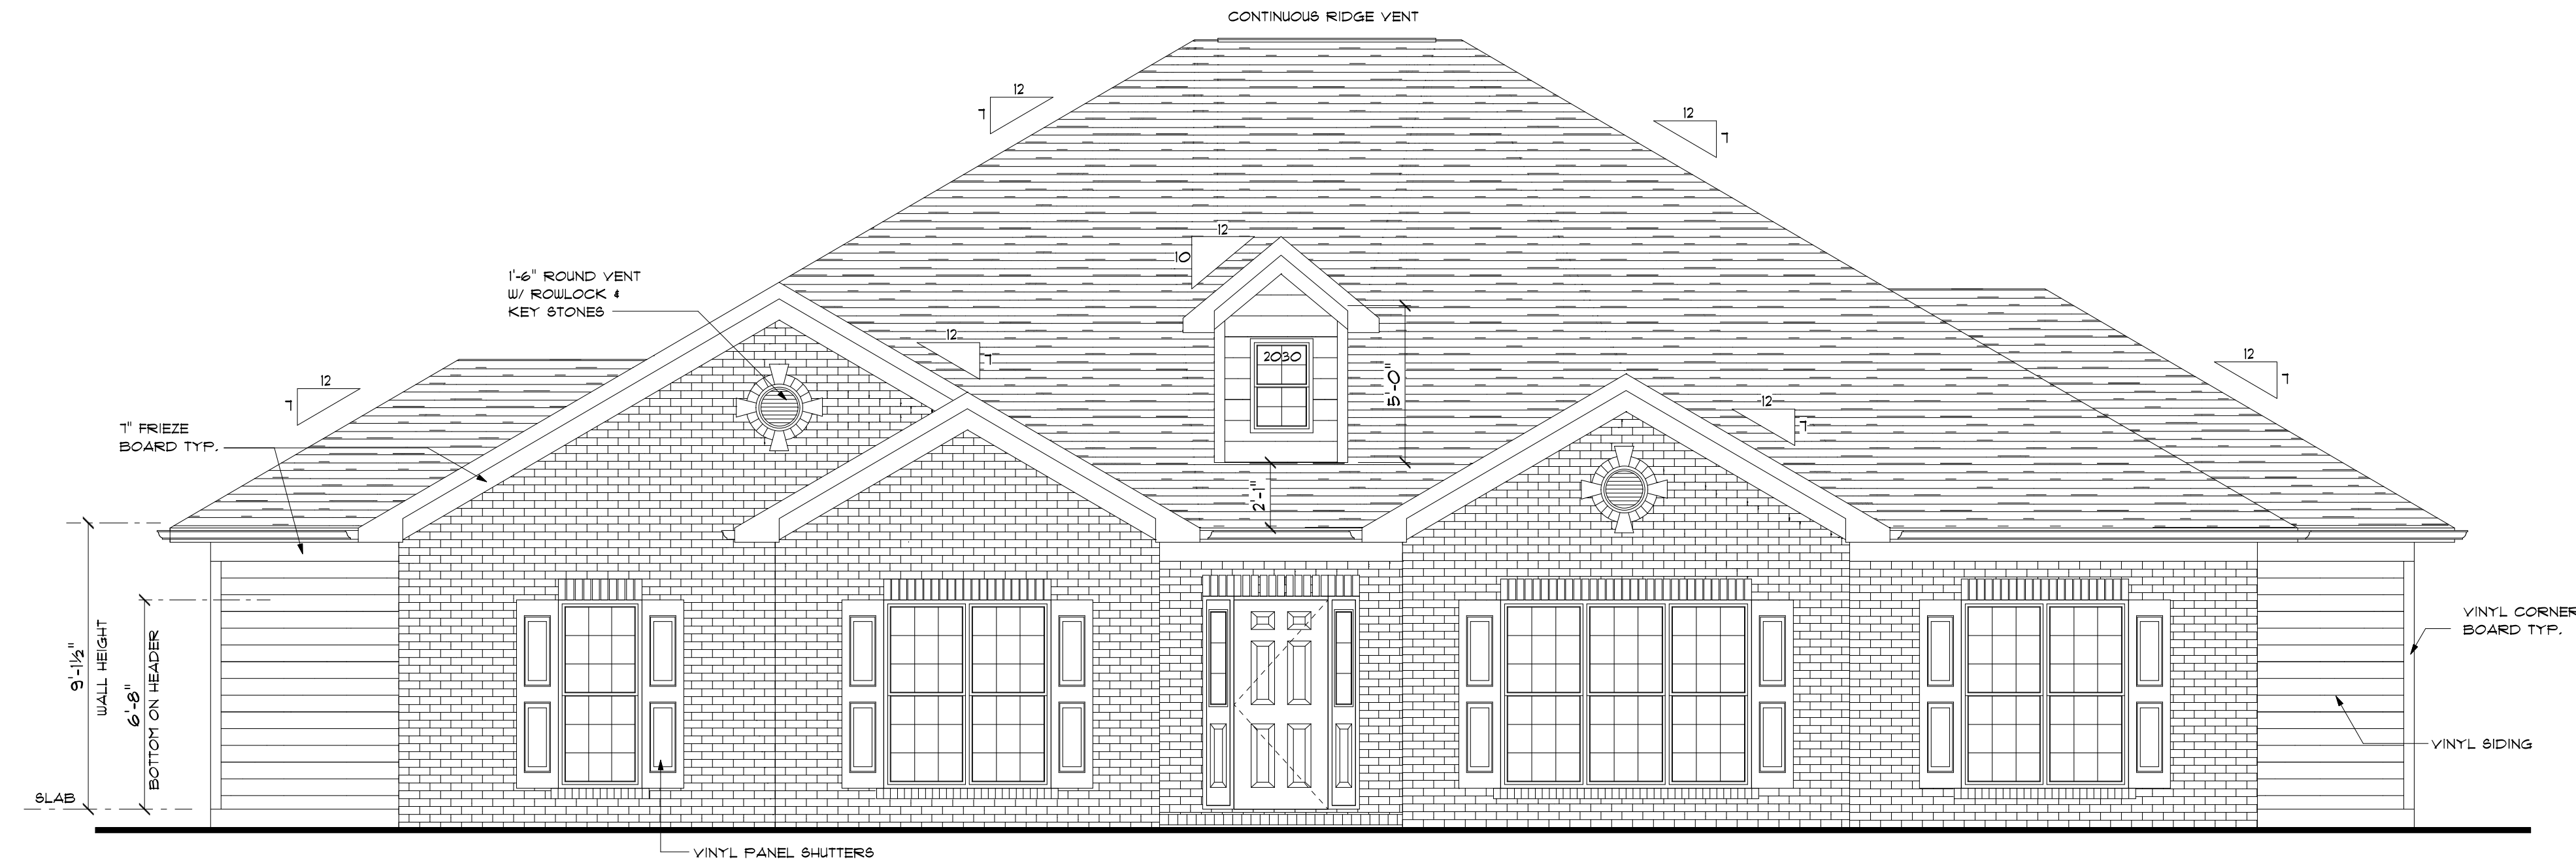 CONTINUOUS RIDGE VENT
12
7
12
7
12
10
1'-6" ROUND VENT
W/ ROWLOCK &
KEY STONES
12
7
2030
5'-0"
12
7
12
7
12
7
7" FRIEZE
BOARD TYP.
2'-1"
9'-1½"
WALL HEIGHT
6'-8"
BOTTOM ON HEADER
VINYL CORNER
BOARD TYP.
VINYL SIDING
SLAB
VINYL PANEL SHUTTERS